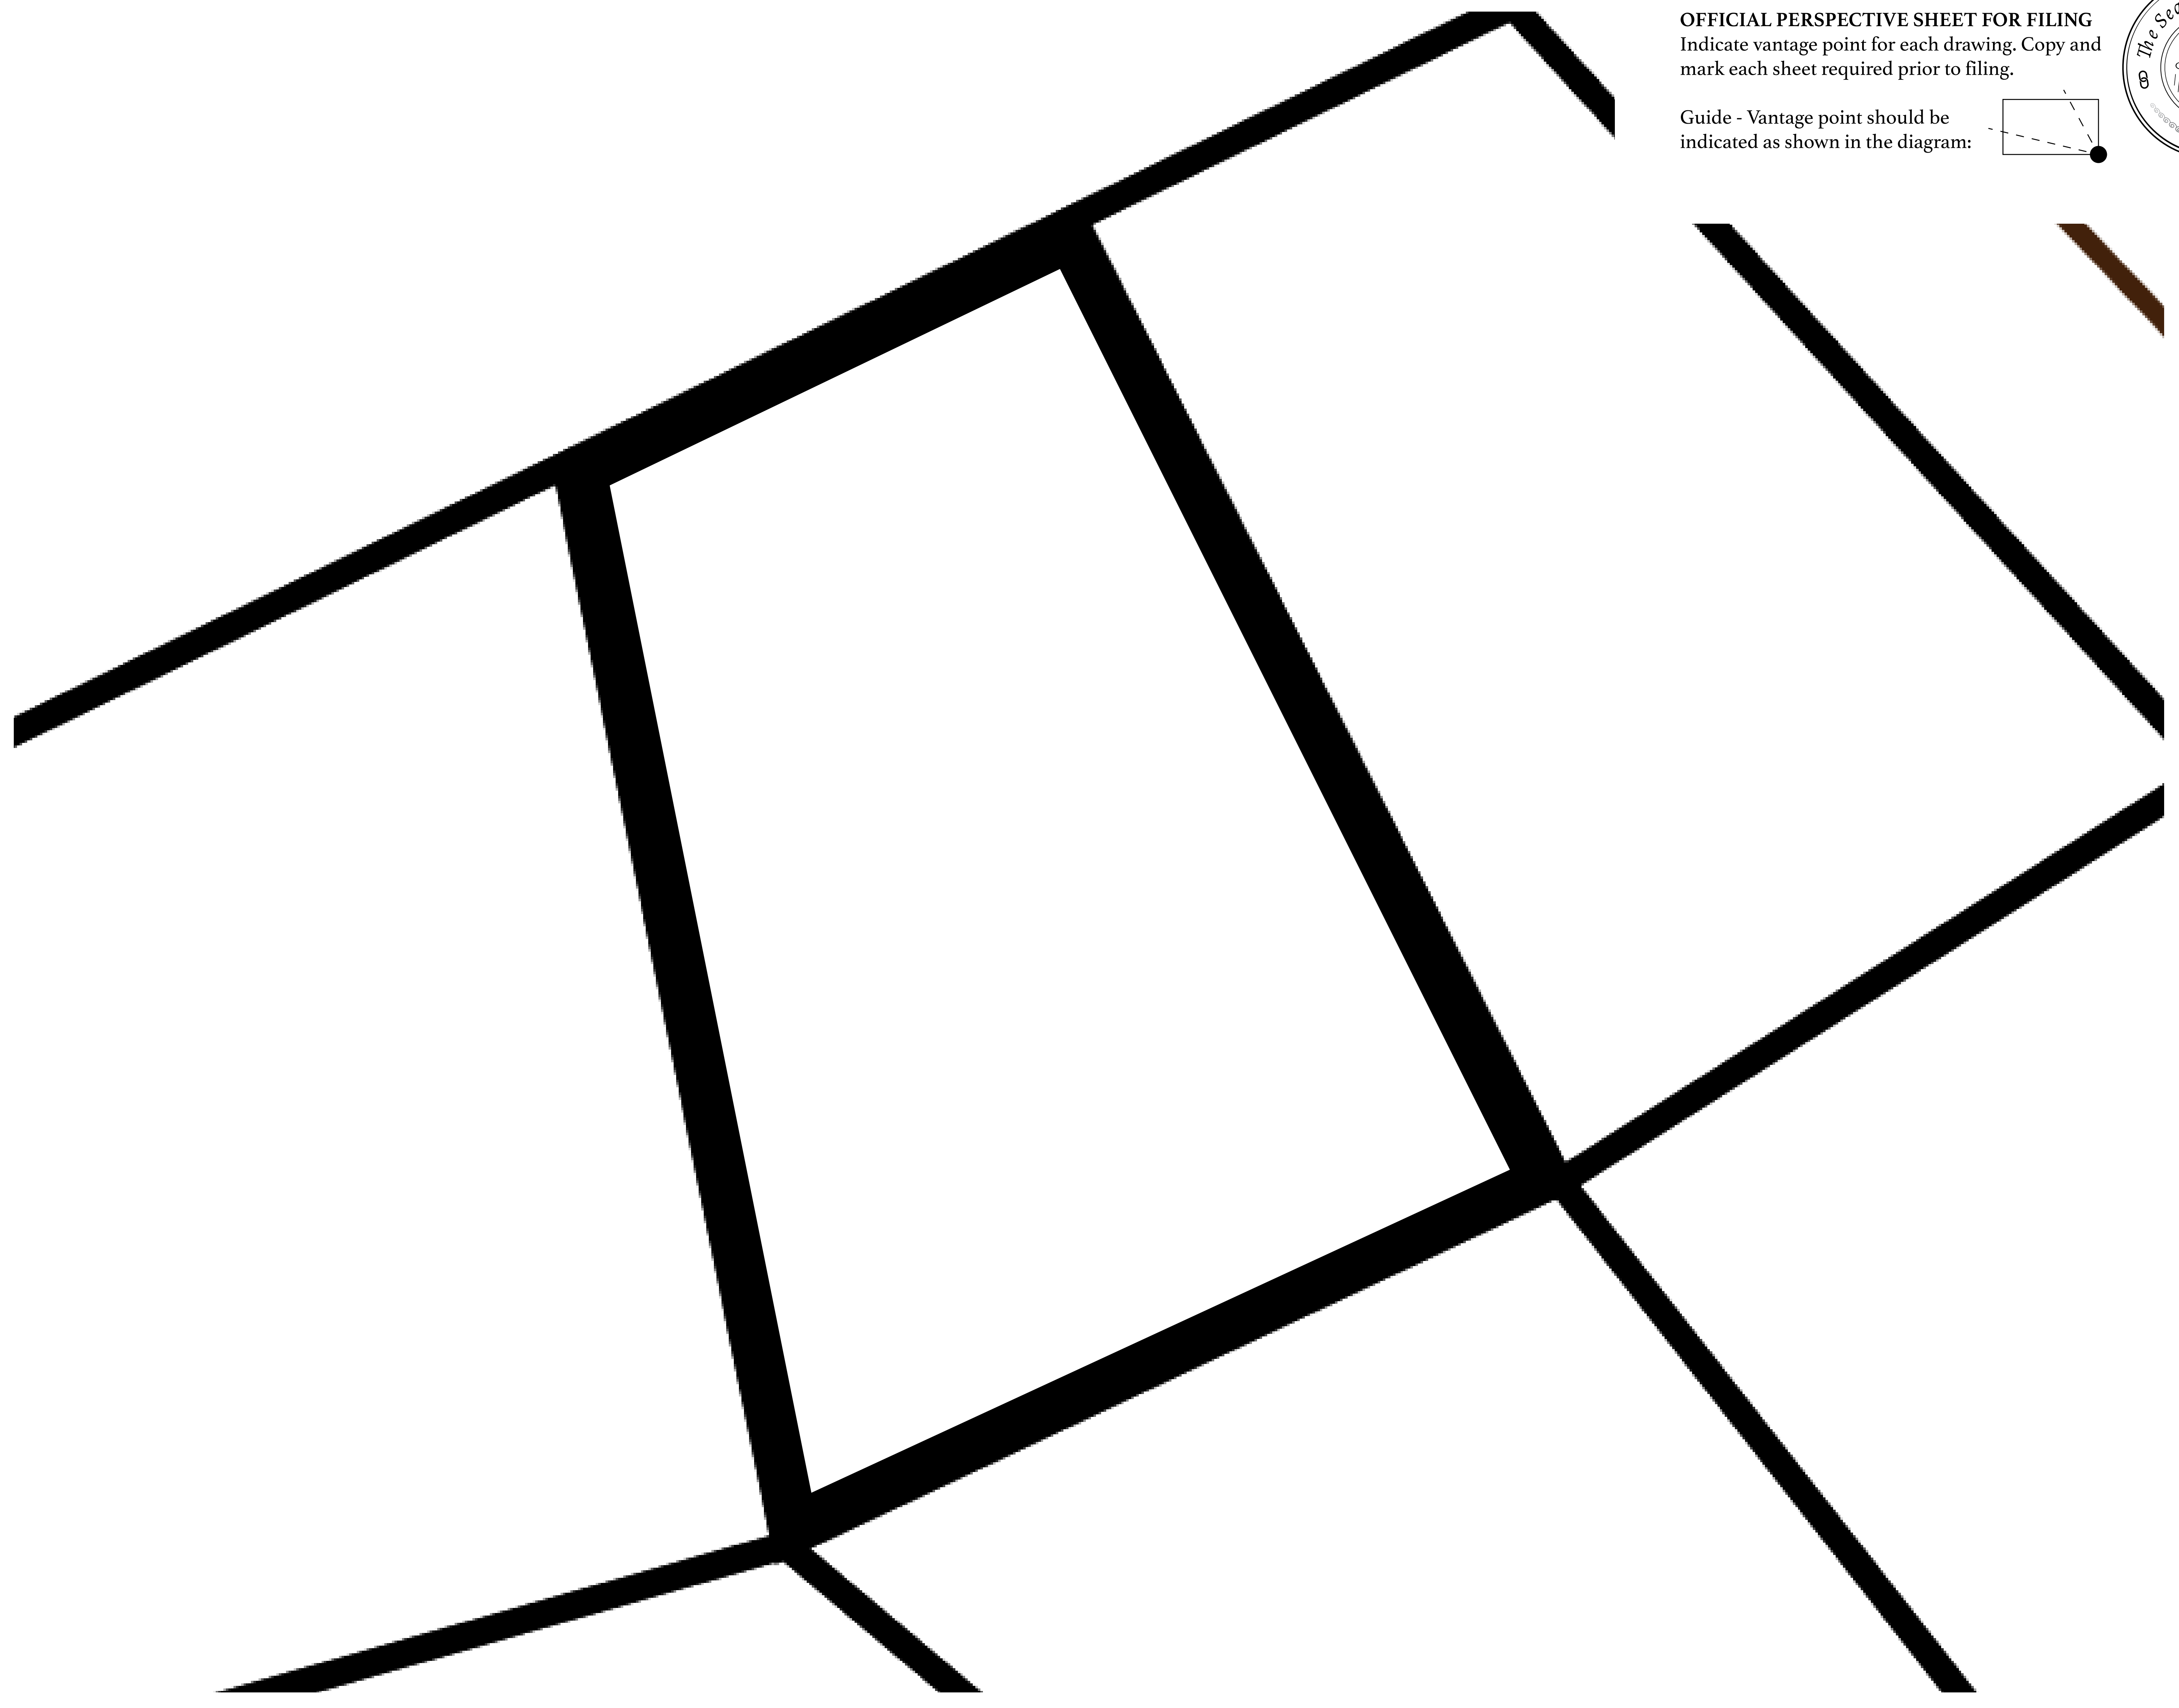 OFFICIAL PERSPECTIVE SHEET FOR FILING
Indicate vantage point for each drawing. Copy and
mark each sheet required prior to filing.
Guide - Vantage point should be
indicated as shown in the diagram:
The